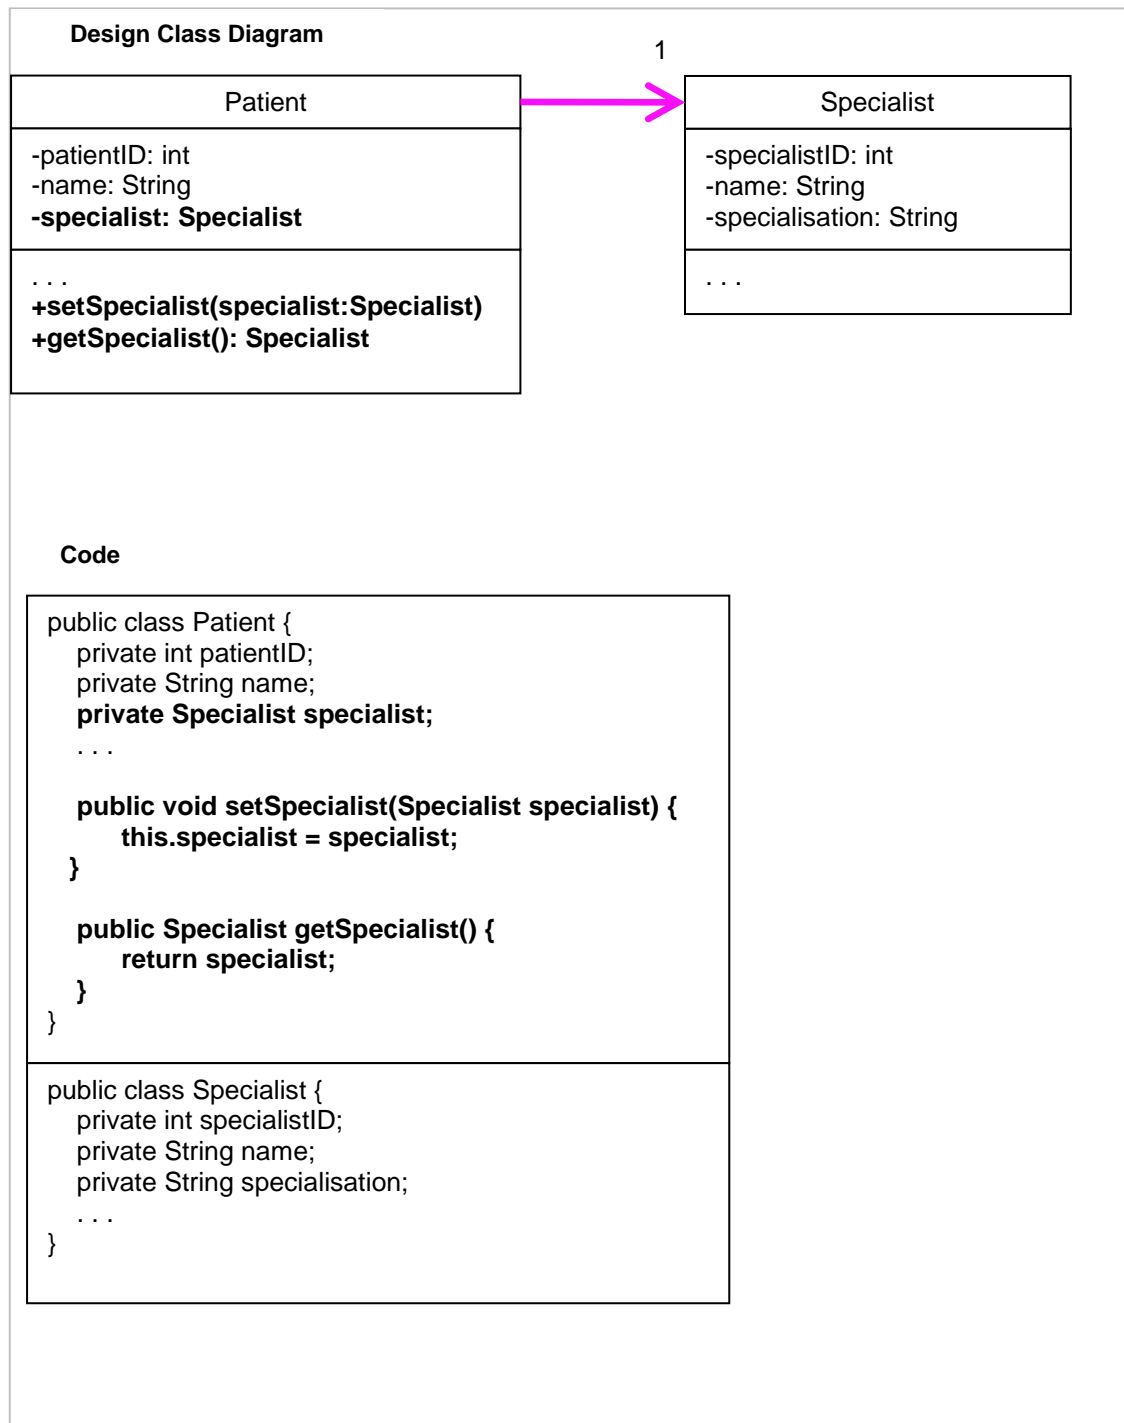 Design Class Diagram
1
Patient
-patientID: int
-name: String
-specialist: Specialist
. . .
+setSpecialist(specialist:Specialist)
+getSpecialist(): Specialist
Specialist
-specialistID: int
-name: String
-specialisation: String
. . .
Code
public class Patient {
private int patientID;
private String name;
private Specialist specialist;
. . .
public void setSpecialist(Specialist specialist) {
this.specialist = specialist;
}
public Specialist getSpecialist() {
return specialist;
}
}
public class Specialist {
private int specialistID;
private String name;
private String specialisation;
. . .
}